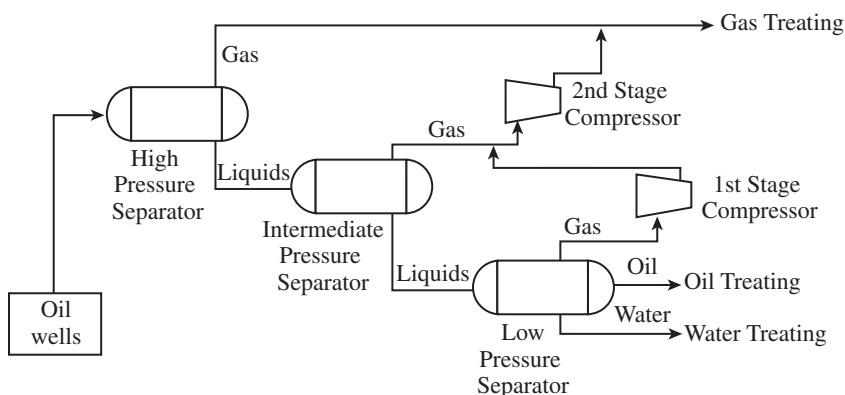 Gas Treating
Gas
2nd Stage
Compressor
Gas
High
Pressure
Separator
Liquids
1st Stage
Compressor
Intermediate
Pressure
Separator
Gas
Liquids
Oil
Oil Treating
Oil
wells
Water
Water Treating
Low
Pressure
Separator